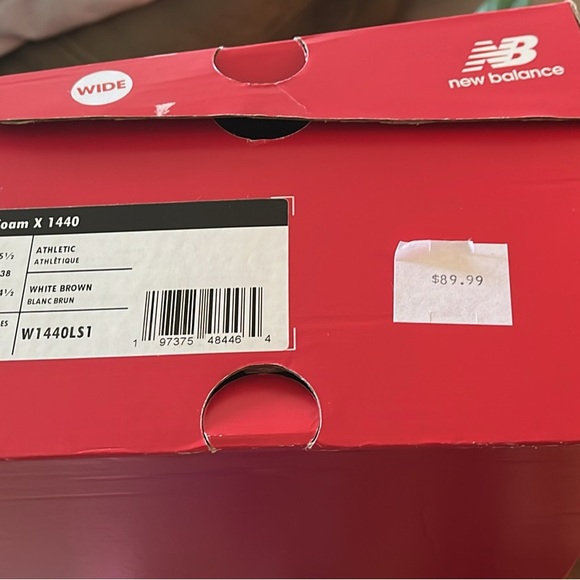 WIDE
NB
new balance
oam X 1440
5½
38
4½
ATHLETIC
ATHLÉTIQUE
WHITE BROWN
BLANC BRUN
W1440LS1
1 97375 48446 4
$89.99